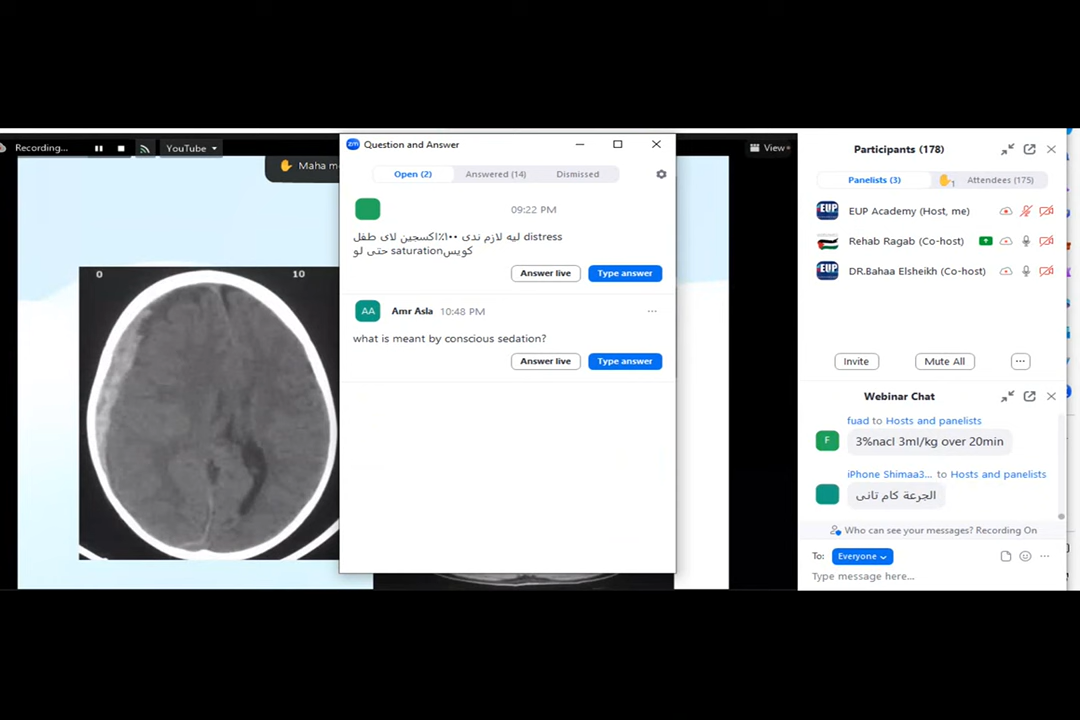 Recording...
YouTube
Maha m
View
0
10
Question and Answer
Open (2)
Answered (14)
Dismissed
09:22 PM
ليه لازم ندى ١٠٠٪اكسجين لاى طفل distress
حتى لو saturationكويس
Answer live
Type answer
AA
Amr Asla 10:48 PM
what is meant by conscious sedation?
Answer live
Type answer
Participants (178)
Panelists (3)
1
Attendees (175)
EUP
EUP Academy (Host, me)
Rehab Ragab (Co-host)
EUP
DR.Bahaa Elsheikh (Co-host)
Invite
Mute All
Webinar Chat
fuad to Hosts and panelists
F
3%nacl 3ml/kg over 20min
iPhone Shimaa3... to Hosts and panelists
الجرعة كام تانى
Who can see your messages? Recording On
To: Everyone
Type message here...